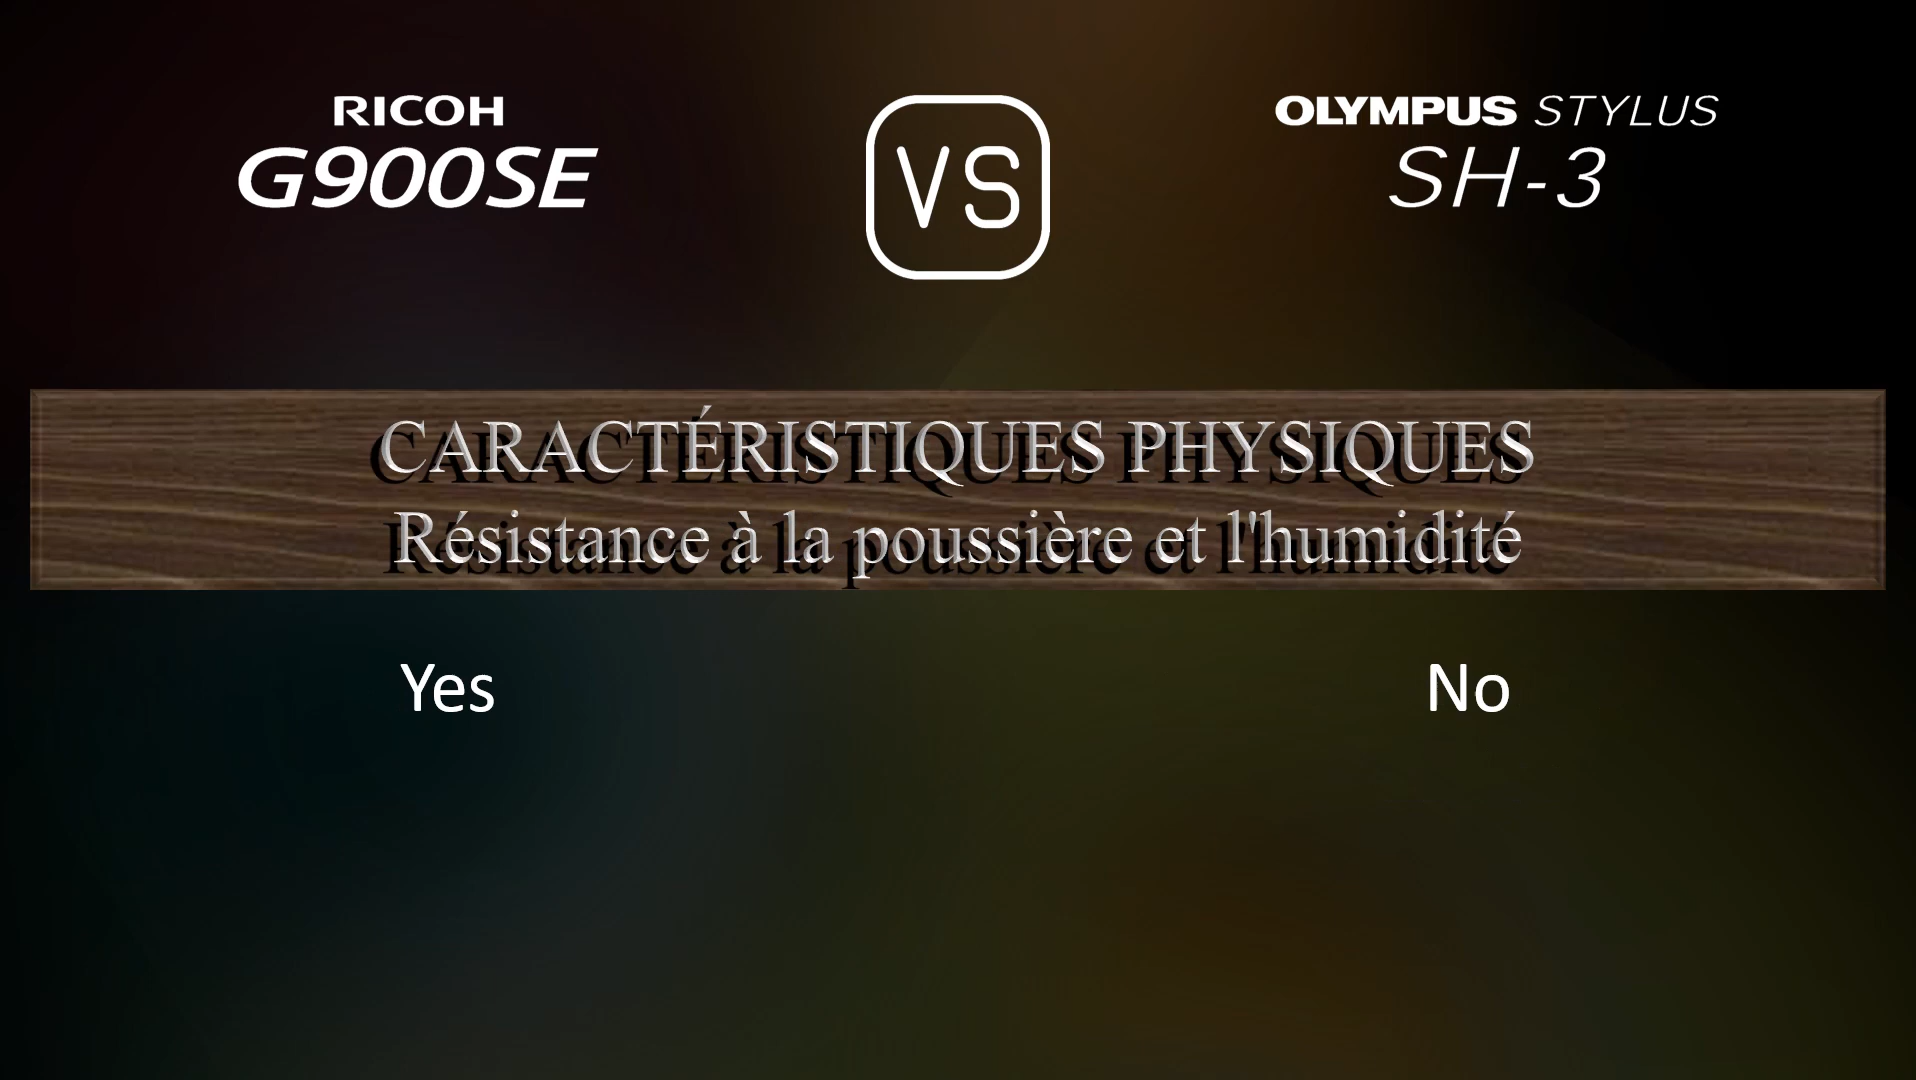 RICOH
G900SE
VS
OLYMPUS STYLUS
SH-3
CARACTÉRISTIQUES PHYSIQUES
Résistance à la poussière et l'humidité
Yes
No